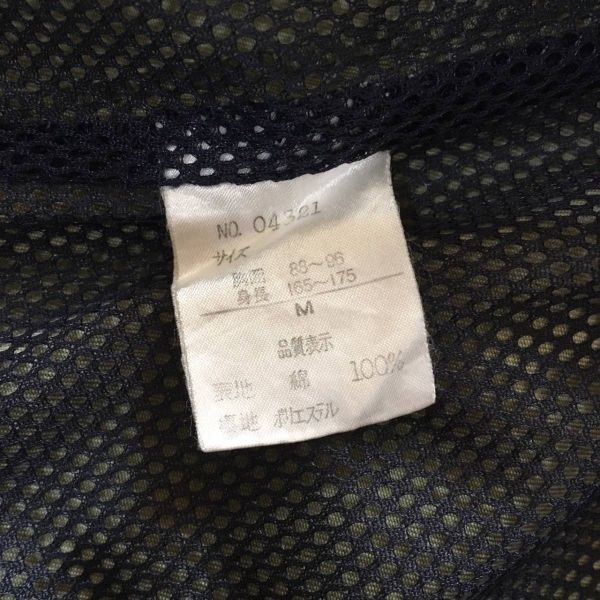 NO. 04321
サイズ
胸囲 88～96
身長 165～175
M
品質表示
表地 綿 100%
裏地 ポリエステル